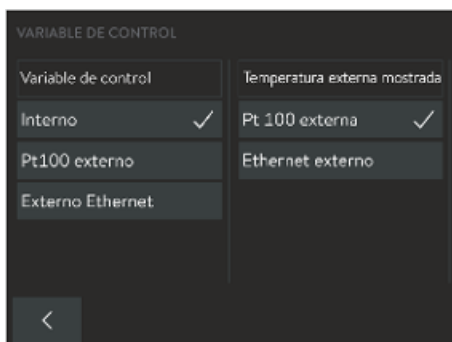 VARIABLE DE CONTROL
Variable de control
Interno
Pt100 externo
Externo Ethernet
Temperatura externa mostrada
Pt 100 externa
Ethernet externo